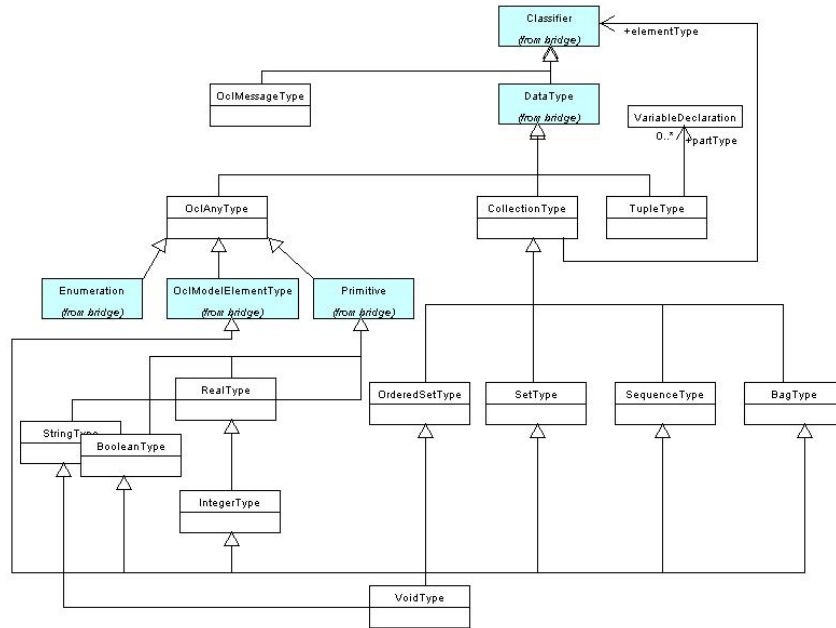 Classifier
(from bridge)
+elementType
OclMessageType
DataType
(from bridge)
VariableDeclaration
0..*
+partType
OclAnyType
CollectionType
TupleType
Enumeration
(from bridge)
OclModelElementType
(from bridge)
Primitive
(from bridge)
RealType
OrderedSetType
SetType
SequenceType
BagType
StringType
BooleanType
IntegerType
VoidType